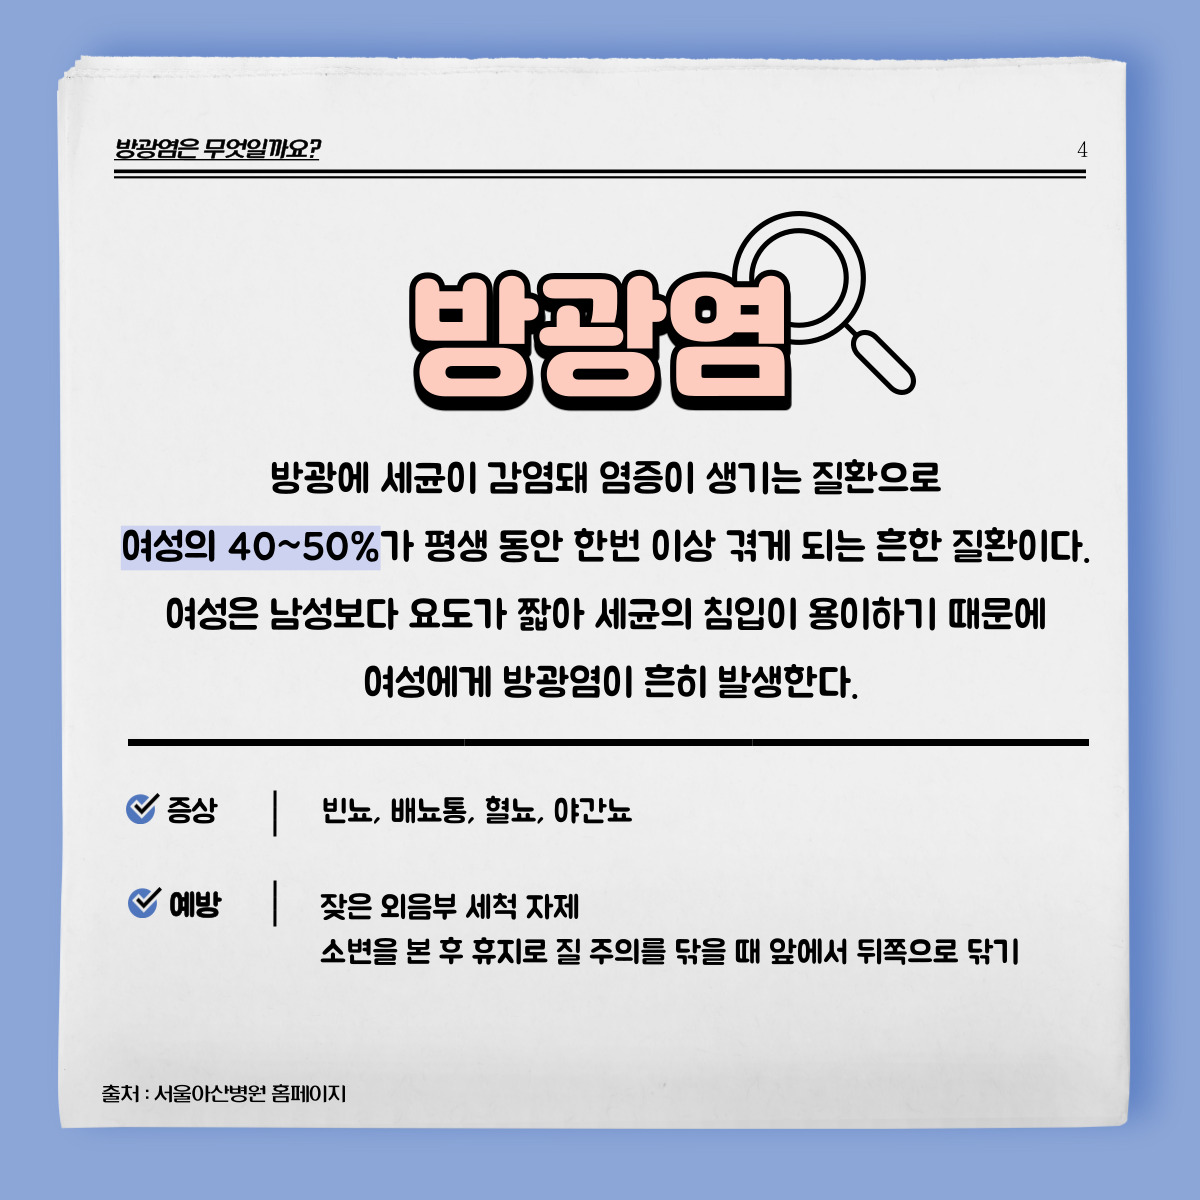 방광염은 무엇일까요?
4
방광염
방광에 세균이 감염돼 염증이 생기는 질환으로
여성의 40~50%가 평생 동안 한번 이상 겪게 되는 흔한 질환이다.
여성은 남성보다 요도가 짧아 세균의 침입이 용이하기 때문에
여성에게 방광염이 흔히 발생한다.
증상
빈뇨, 배뇨통, 혈뇨, 야간뇨
예방
잦은 외음부 세척 자제
소변을 본 후 휴지로 질 주의를 닦을 때 앞에서 뒤쪽으로 닦기
출처 : 서울아산병원 홈페이지